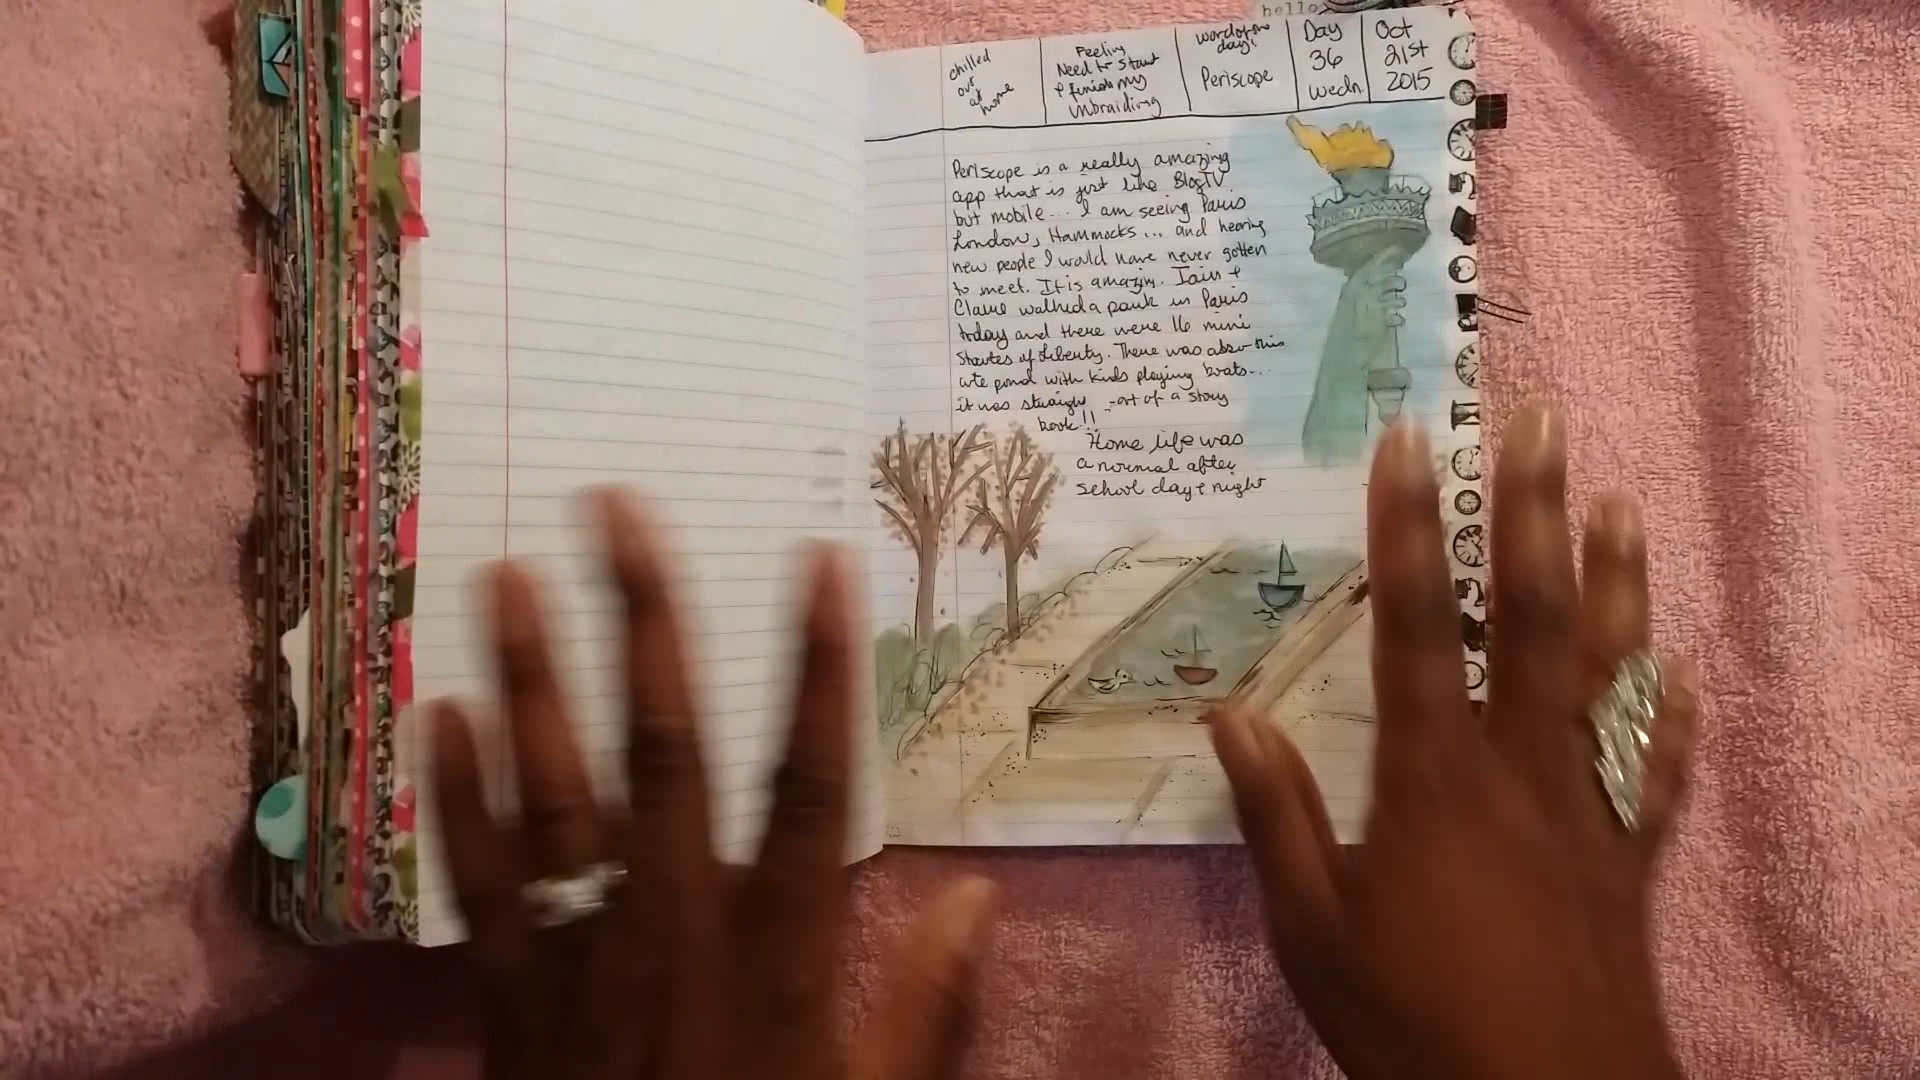 hello
chilled
out
at
home
Feeling
Need to start
& finish my
unbraiding
word of the
day!
Periscope
Day
36
Wedn
Oct
21st
2015
Periscope is a really amazing
app that is just like BlogTV
but mobile... I am seeing Paris
London, Hammocks... and hearing
new people I would have never gotten
to meet. It is amazing. Iain &
Claire walked a park in Paris
today and there were 16 mini
Statues of Liberty. There was also this
cute pond with kids playing boats...
it was straight out of a story
book!!
Home life was
a normal after
school day & night